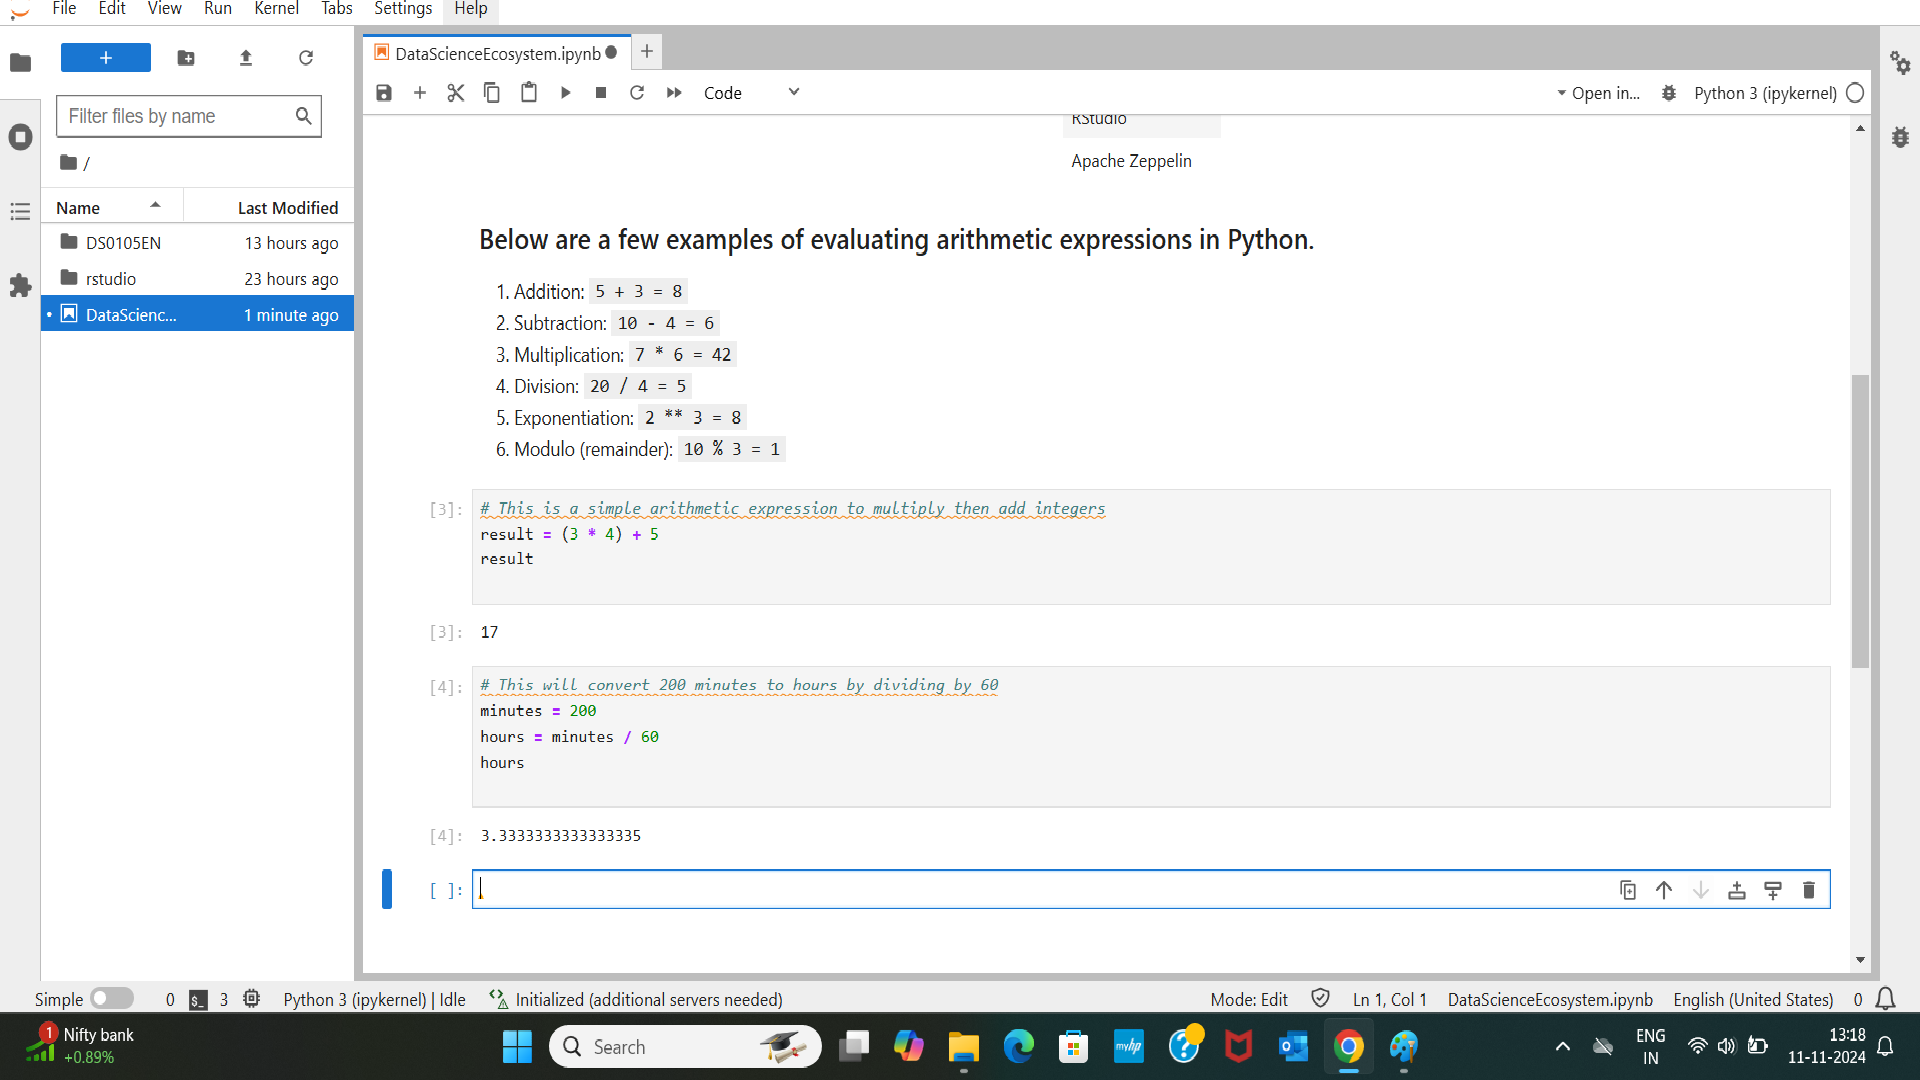 File Edit View Run Kernel Tabs Settings Help
DataScienceEcosystem.ipynb
Code
Open in...
Python 3 (ipykernel)
Filter files by name
/
Name Last Modified
DS0105EN 13 hours ago
rstudio 23 hours ago
DataScienc... 1 minute ago
RStudio
Apache Zeppelin
Below are a few examples of evaluating arithmetic expressions in Python.
1. Addition: 5 + 3 = 8
2. Subtraction: 10 - 4 = 6
3. Multiplication: 7 * 6 = 42
4. Division: 20 / 4 = 5
5. Exponentiation: 2 ** 3 = 8
6. Modulo (remainder): 10 % 3 = 1
[3]: # This is a simple arithmetic expression to multiply then add integers
result = (3 * 4) + 5
result
[3]: 17
[4]: # This will convert 200 minutes to hours by dividing by 60
minutes = 200
hours = minutes / 60
hours
[4]: 3.3333333333333335
[ ]:
Simple 0 $_ 3 Python 3 (ipykernel) | Idle Initialized (additional servers needed) Mode: Edit Ln 1, Col 1 DataScienceEcosystem.ipynb English (United States) 0
1 Nifty bank
+0.89%
Search
myhp
ENG
IN
13:18
11-11-2024